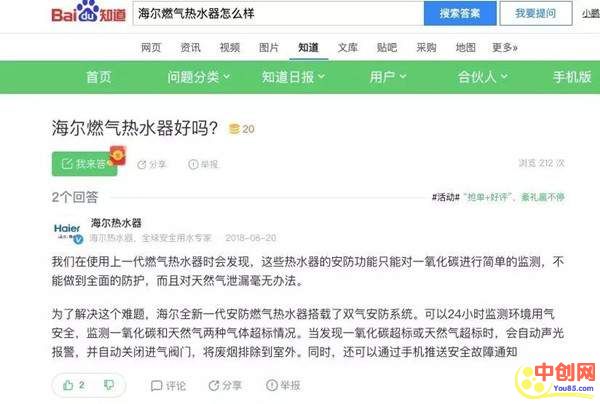 Baidu知道 海尔燃气热水器怎么样 搜索答案 我要提问 小鹏
网页 资讯 视频 图片 知道 文库 贴吧 采购 地图 更多»
首页 问题分类 知道日报 用户 合伙人 手机版
海尔燃气热水器好吗? 20
我来答 分享 举报 浏览 212 次
2个回答 #活动# “抢单+好评”,豪礼赢不停
Haier 海尔热水器
海尔热水器,全球安全用水专家 2018-08-20
我们在使用上一代燃气热水器时会发现,这些热水器的安防功能只能对一氧化碳进行简单的监测,不
能做到全面的防护,而且对天然气泄漏毫无办法。
为了解决这个难题,海尔全新一代安防燃气热水器搭载了双气安防系统。可以24小时监测环境用气
安全,监测一氧化碳和天然气两种气体超标情况。当发现一氧化碳超标或天然气超标时,会自动声光
报警,并自动关闭进气阀门,将废烟排除到室外。同时,还可以通过手机推送安全故障通知
2 评论 分享 举报
中创网
You85.com